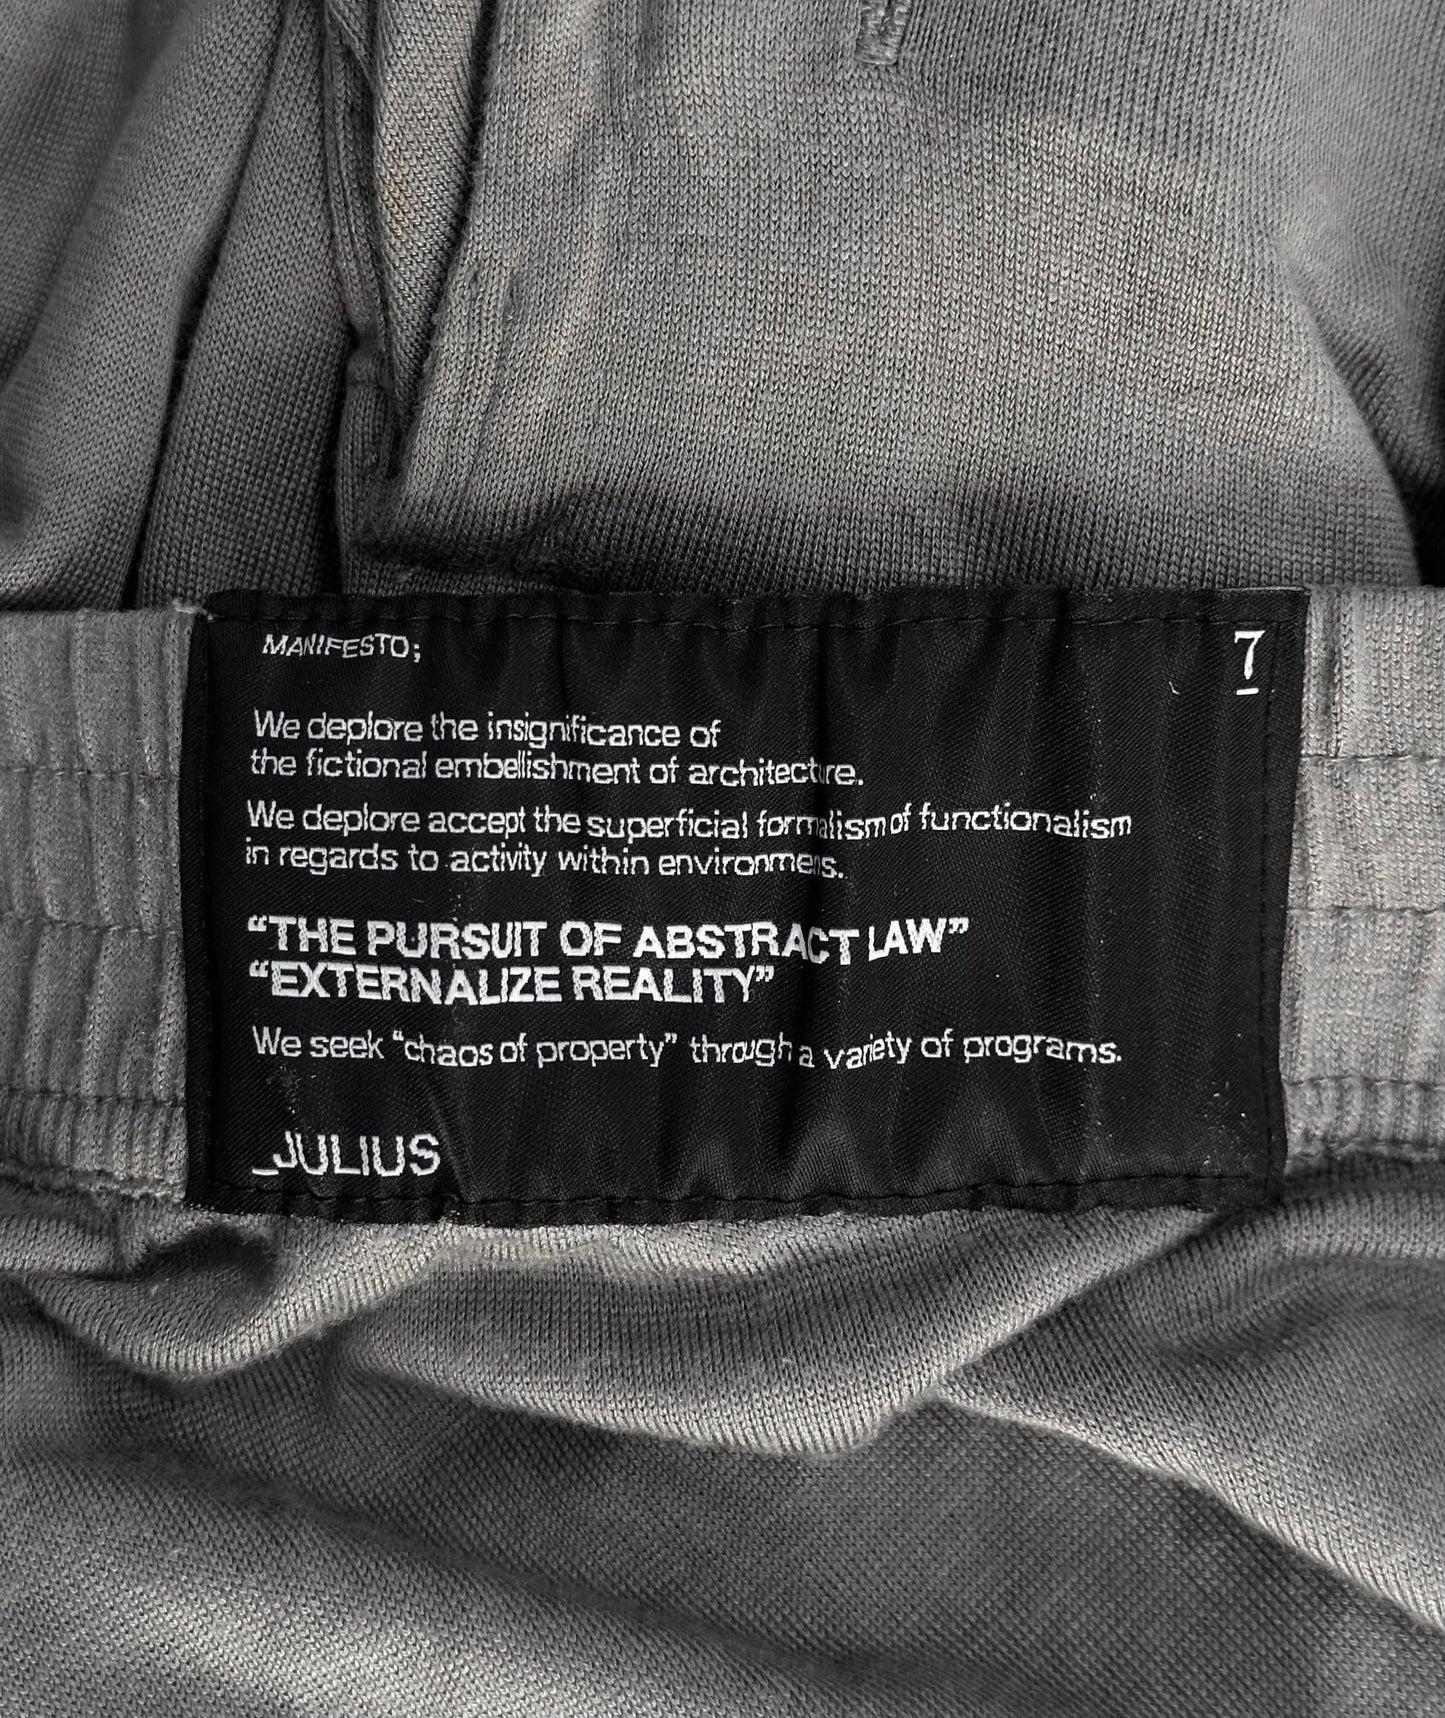 MANIFESTO;
7
We deplore the insignificance of
the fictional embellishment of architecture.
We deplore accept the superficial formalism of functionalism
in regards to activity within environmens.
“THE PURSUIT OF ABSTRACT LAW”
“EXTERNALIZE REALITY”
We seek “chaos of property” through a variety of programs.
_JULIUS